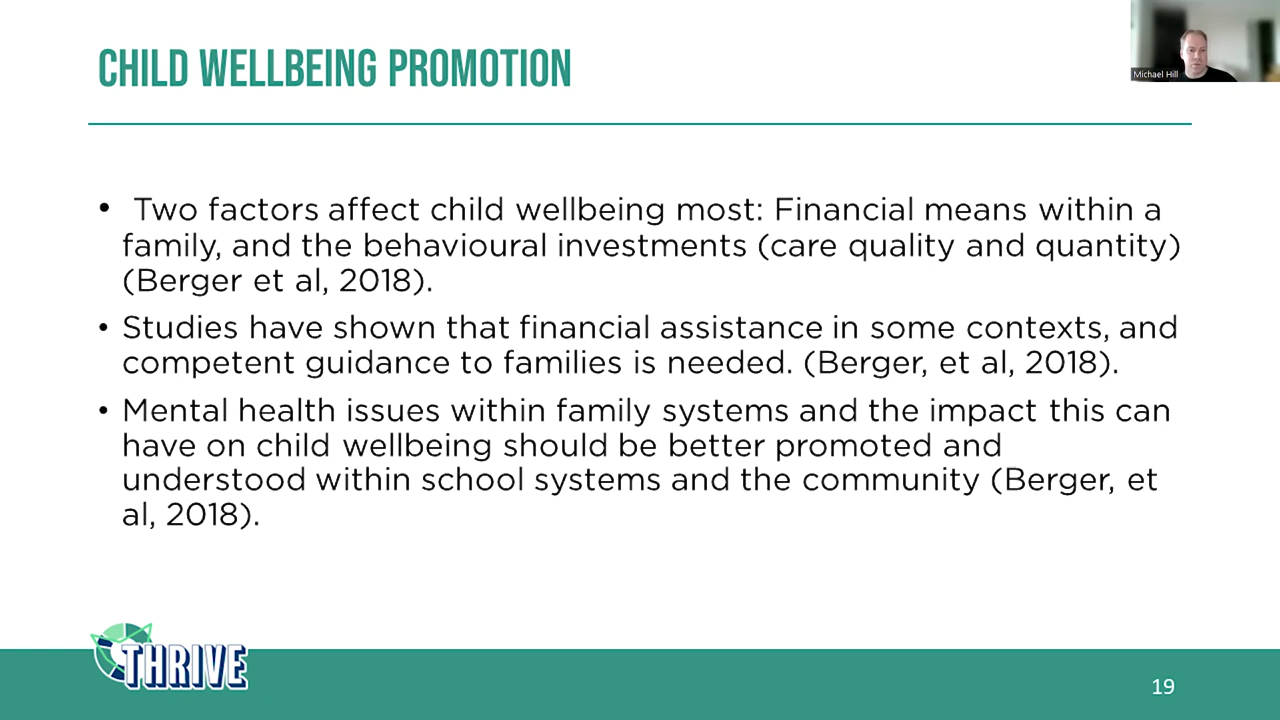 CHILD WELLBEING PROMOTION
Michael Hill
• Two factors affect child wellbeing most: Financial means within a
family, and the behavioural investments (care quality and quantity)
(Berger et al, 2018).
• Studies have shown that financial assistance in some contexts, and
competent guidance to families is needed. (Berger, et al, 2018).
• Mental health issues within family systems and the impact this can
have on child wellbeing should be better promoted and
understood within school systems and the community (Berger, et
al, 2018).
THRIVE
19